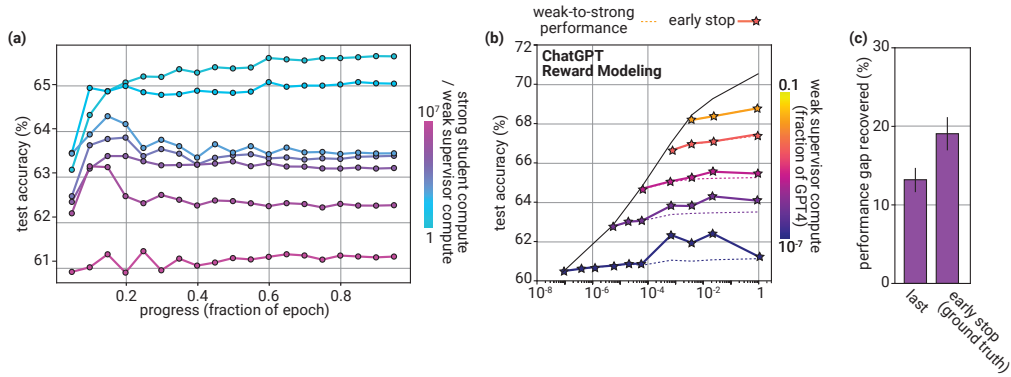 weak-to-strong
performance
early stop
(a)
65
64
63
62
61
test accuracy (%)
0.2
0.4
0.6
0.8
progress (fraction of epoch)
10⁷
1
strong student compute
/ weak supervisor compute
(b)
ChatGPT
Reward Modeling
72
70
68
66
64
62
60
test accuracy (%)
10⁻⁸
10⁻⁶
10⁻⁴
10⁻²
1
0.1
10⁻⁷
weak supervisor compute
(fraction of GPT4)
(c)
30
20
10
0
performance gap recovered (%)
last
early stop
(ground truth)